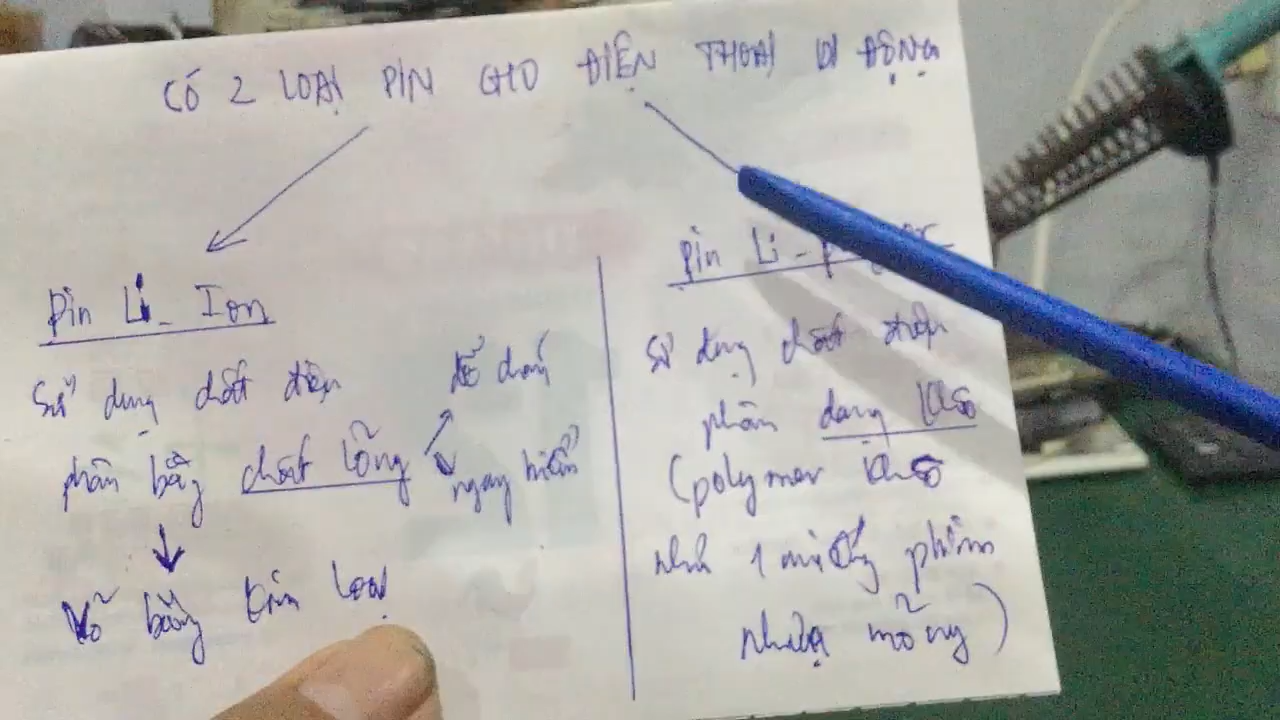 CÓ 2 LOẠI PIN CHO ĐIỆN THOẠI DI ĐỘNG
Pin Li - Ion
Sử dụng chất điện
phân bằng chất lỏng
dễ cháy
nguy hiểm
Vỏ bằng kim loại
Pin Li -
Sử dụng chất điện
phân dạng khô
(polymer khô
như 1 miếng phim
nhựa mỏng)